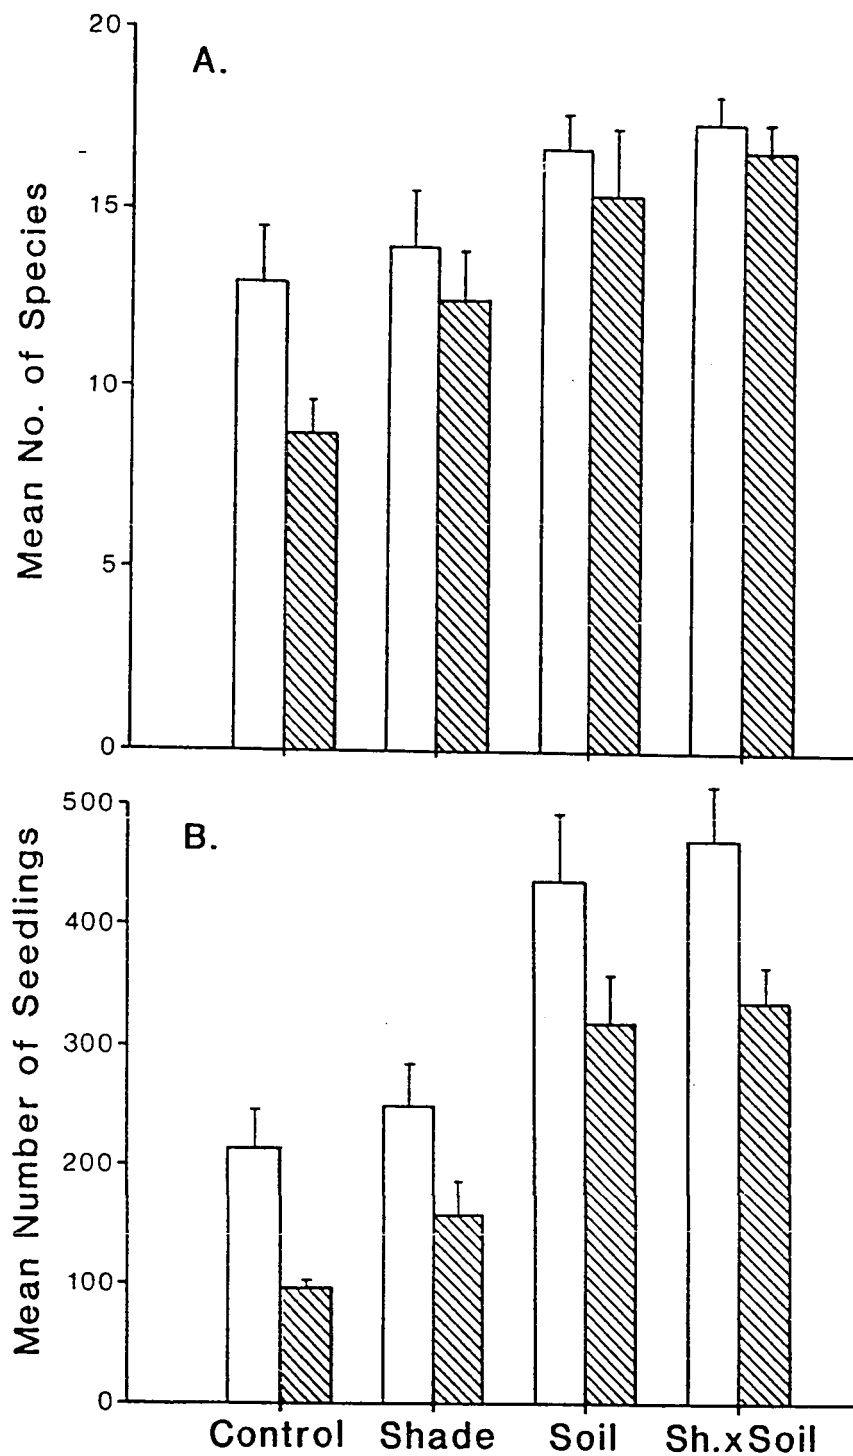 A.
Mean No. of Species
20
15
10
5
0
B.
Mean Number of Seedlings
500
400
300
200
100
0
Control Shade Soil Sh.xSoil